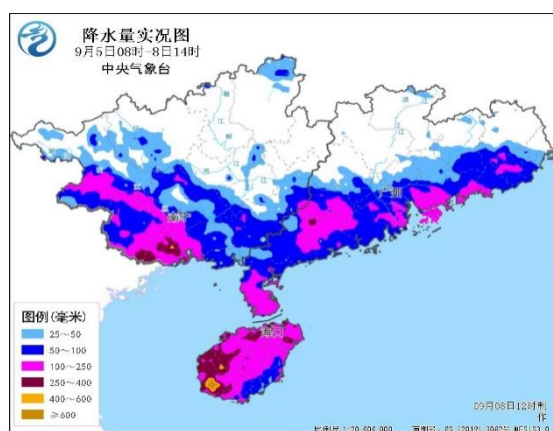 降水量实况图
9月5日08时-8日14时
中央气象台
南宁
广州
海口
图例(毫米)
25～50
50～100
100～250
250～400
400～600
≥600
09月08日12时制
作